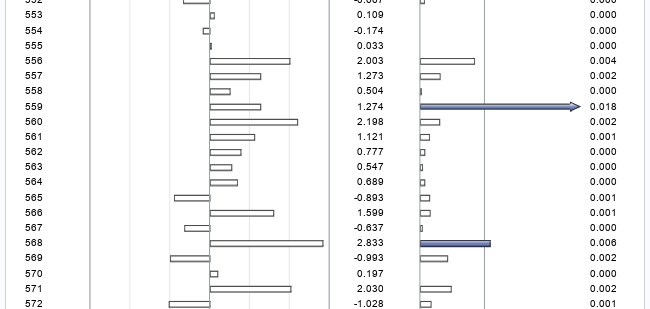 553 0.109 0.000
554 -0.174 0.000
555 0.033 0.000
556 2.003 0.004
557 1.273 0.002
558 0.504 0.000
559 1.274 0.018
560 2.198 0.002
561 1.121 0.001
562 0.777 0.000
563 0.547 0.000
564 0.689 0.000
565 -0.893 0.001
566 1.599 0.001
567 -0.637 0.000
568 2.833 0.006
569 -0.993 0.002
570 0.197 0.000
571 2.030 0.002
572 -1.028 0.001